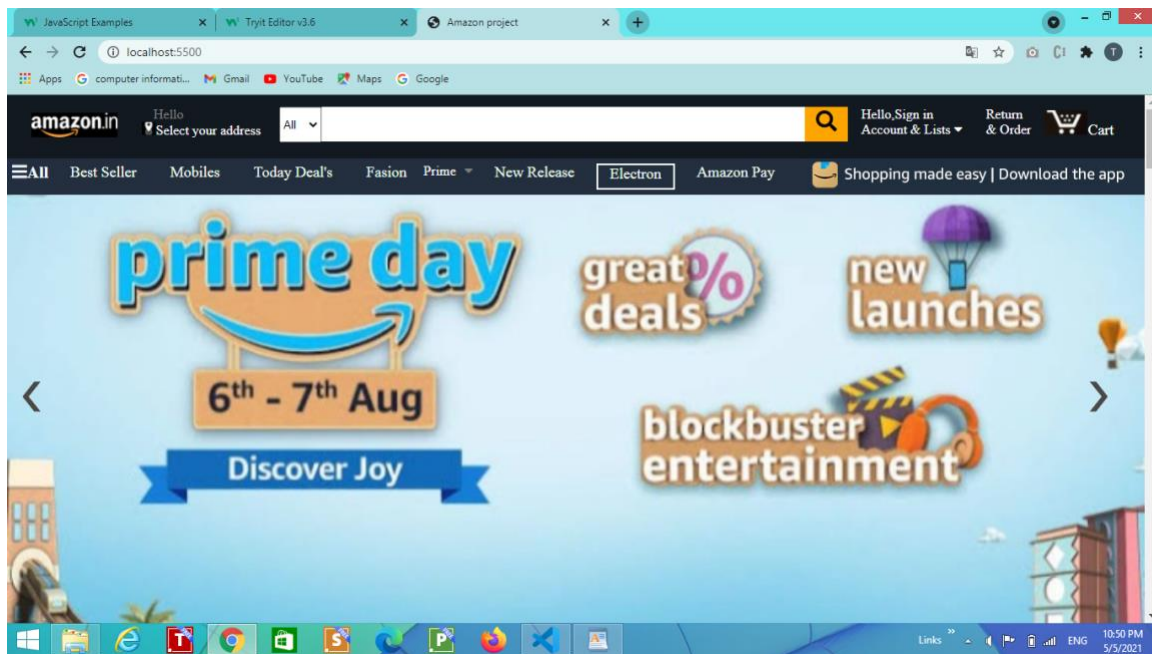 JavaScript Examples
Tryit Editor v3.6
Amazon project
localhost:5500
T
Apps
computer informati...
Gmail
YouTube
Maps
Google
amazon.in
Hello
Select your address
All
Hello,Sign in
Account & Lists
Return
& Order
Cart
All
Best Seller
Mobiles
Today Deal's
Fasion
Prime
New Release
Electron
Amazon Pay
Shopping made easy | Download the app
prime day
6th - 7th Aug
Discover Joy
great
deals
%
new
launches
blockbuster
entertainment
Links
ENG
10:50 PM
5/5/2021